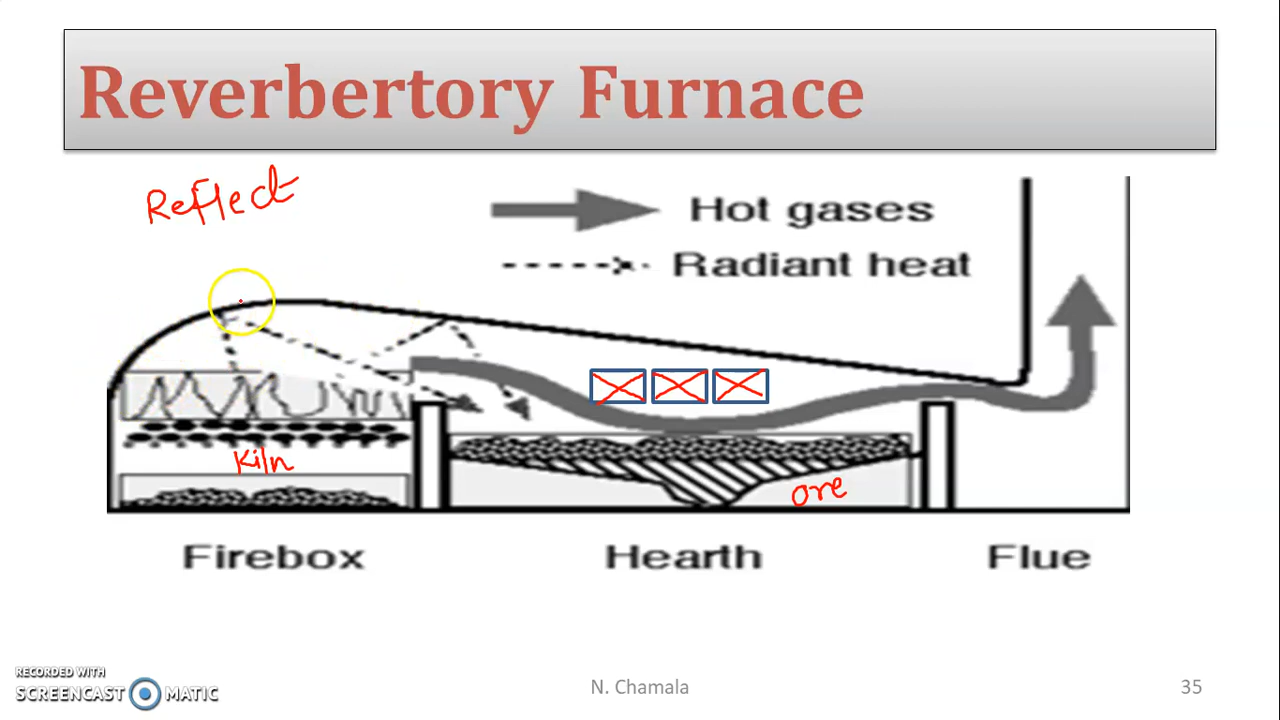 Reverbertory Furnace
Reflect
Hot gases
Radiant heat
Kiln
ore
Firebox
Hearth
Flue
RECORDED WITH
SCREENCAST MATIC
N. Chamala
35